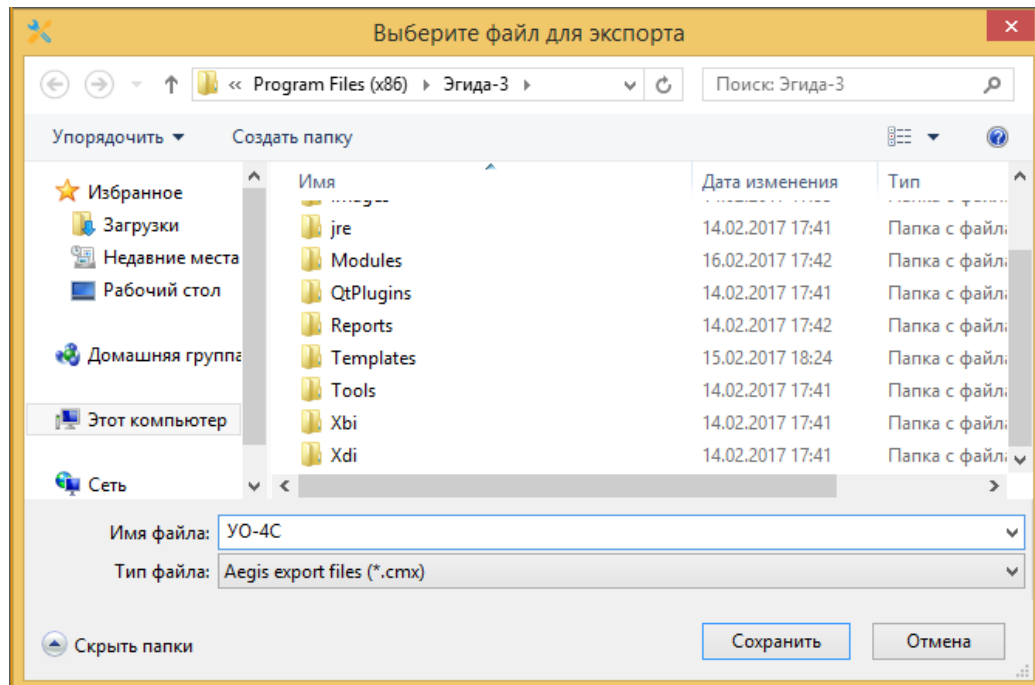 Выберите файл для экспорта
« Program Files (x86) Эгида-3 Поиск: Эгида-3
Упорядочить Создать папку
Имя Дата изменения Тип
Избранное
Загрузки
Недавние места
Рабочий стол
Домашняя группа
Этот компьютер
Сеть
jre 14.02.2017 17:41 Папка с файла
Modules 16.02.2017 17:42 Папка с файла
QtPlugins 14.02.2017 17:41 Папка с файла
Reports 14.02.2017 17:42 Папка с файла
Templates 15.02.2017 18:24 Папка с файла
Tools 14.02.2017 17:41 Папка с файла
Xbi 14.02.2017 17:41 Папка с файла
Xdi 14.02.2017 17:41 Папка с файла
Имя файла: УО-4С
Тип файла: Aegis export files (*.cmx)
Скрыть папки Сохранить Отмена